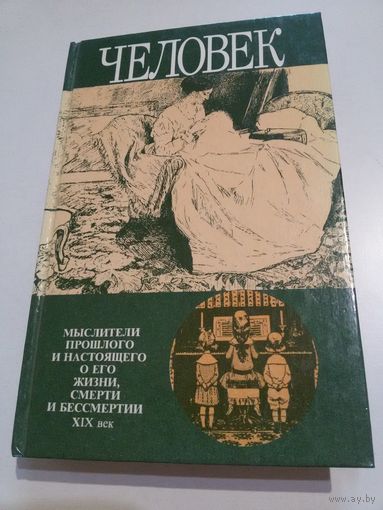 ЧЕЛОВЕК
МЫСЛИТЕЛИ
ПРОШЛОГО
И НАСТОЯЩЕГО
О ЕГО
ЖИЗНИ,
СМЕРТИ
И БЕССМЕРТИИ
XIX век
www.ay.by